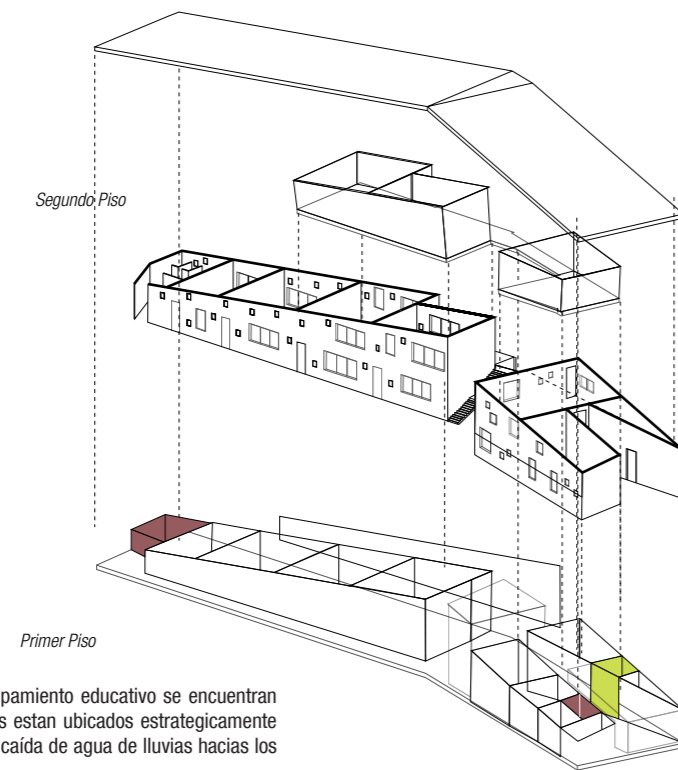 Segundo Piso
Primer Piso
pamiento educativo se encuentran
s estan ubicados estrategicamente
caída de agua de lluvias hacias los